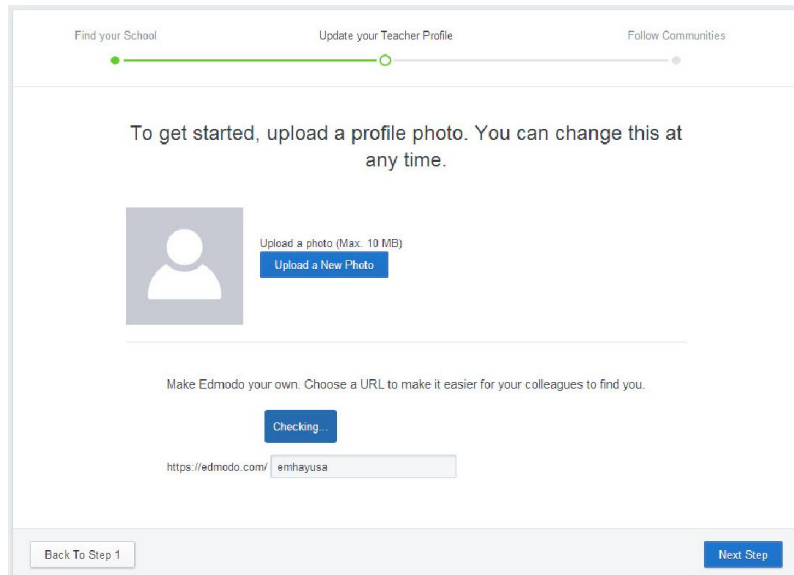 Find your School
Update your Teacher Profile
Follow Communities
To get started, upload a profile photo. You can change this at
any time.
Upload a photo (Max. 10 MB)
Upload a New Photo
Make Edmodo your own. Choose a URL to make it easier for your colleagues to find you.
Checking...
https://edmodo.com/ emhayusa
Back To Step 1
Next Step